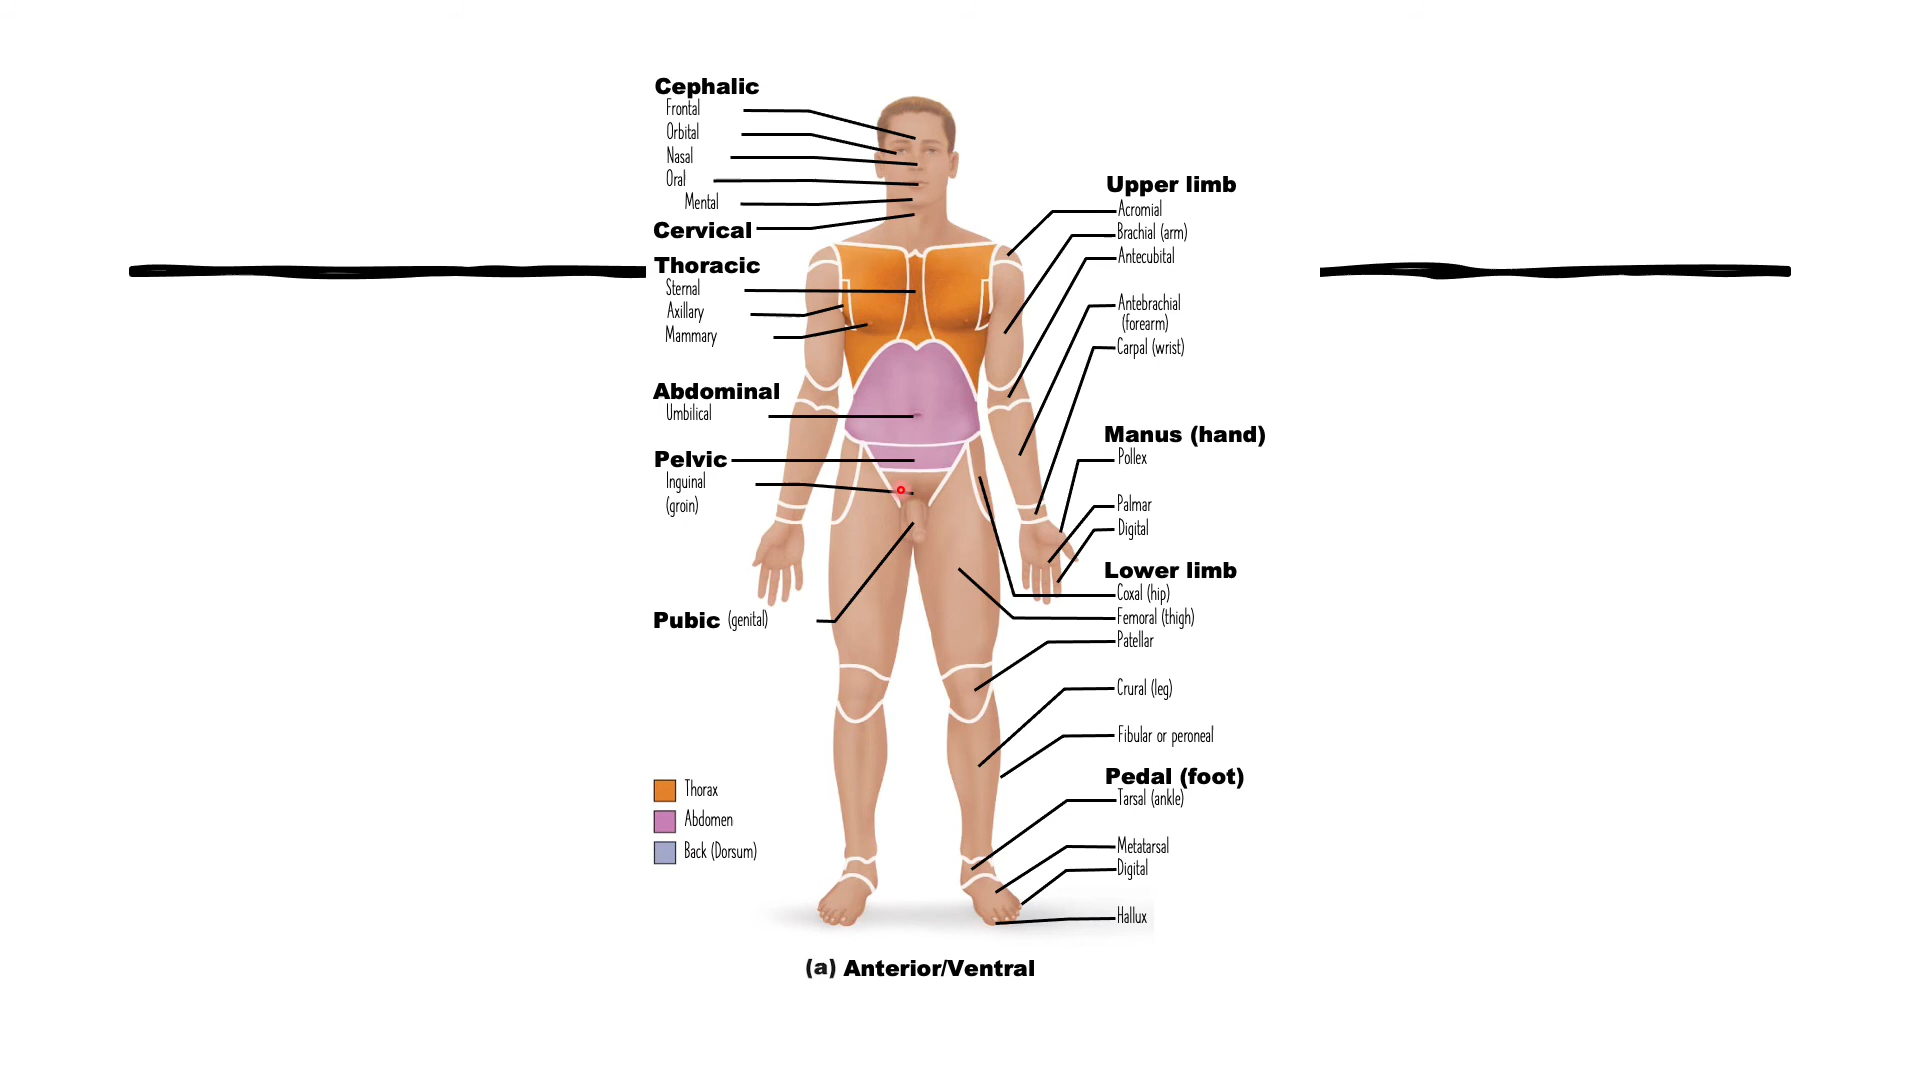 Cephalic
Frontal
Orbital
Nasal
Oral
Mental
Cervical
Thoracic
Sternal
Axillary
Mammary
Abdominal
Umbilical
Pelvic
Inguinal
(groin)
Pubic (genital)
Thorax
Abdomen
Back (Dorsum)
Upper limb
Acromial
Brachial (arm)
Antecubital
Antebrachial
(forearm)
Carpal (wrist)
Manus (hand)
Pollex
Palmar
Digital
Lower limb
Coxal (hip)
Femoral (thigh)
Patellar
Crural (leg)
Fibular or peroneal
Pedal (foot)
Tarsal (ankle)
Metatarsal
Digital
Hallux
(a) Anterior/Ventral